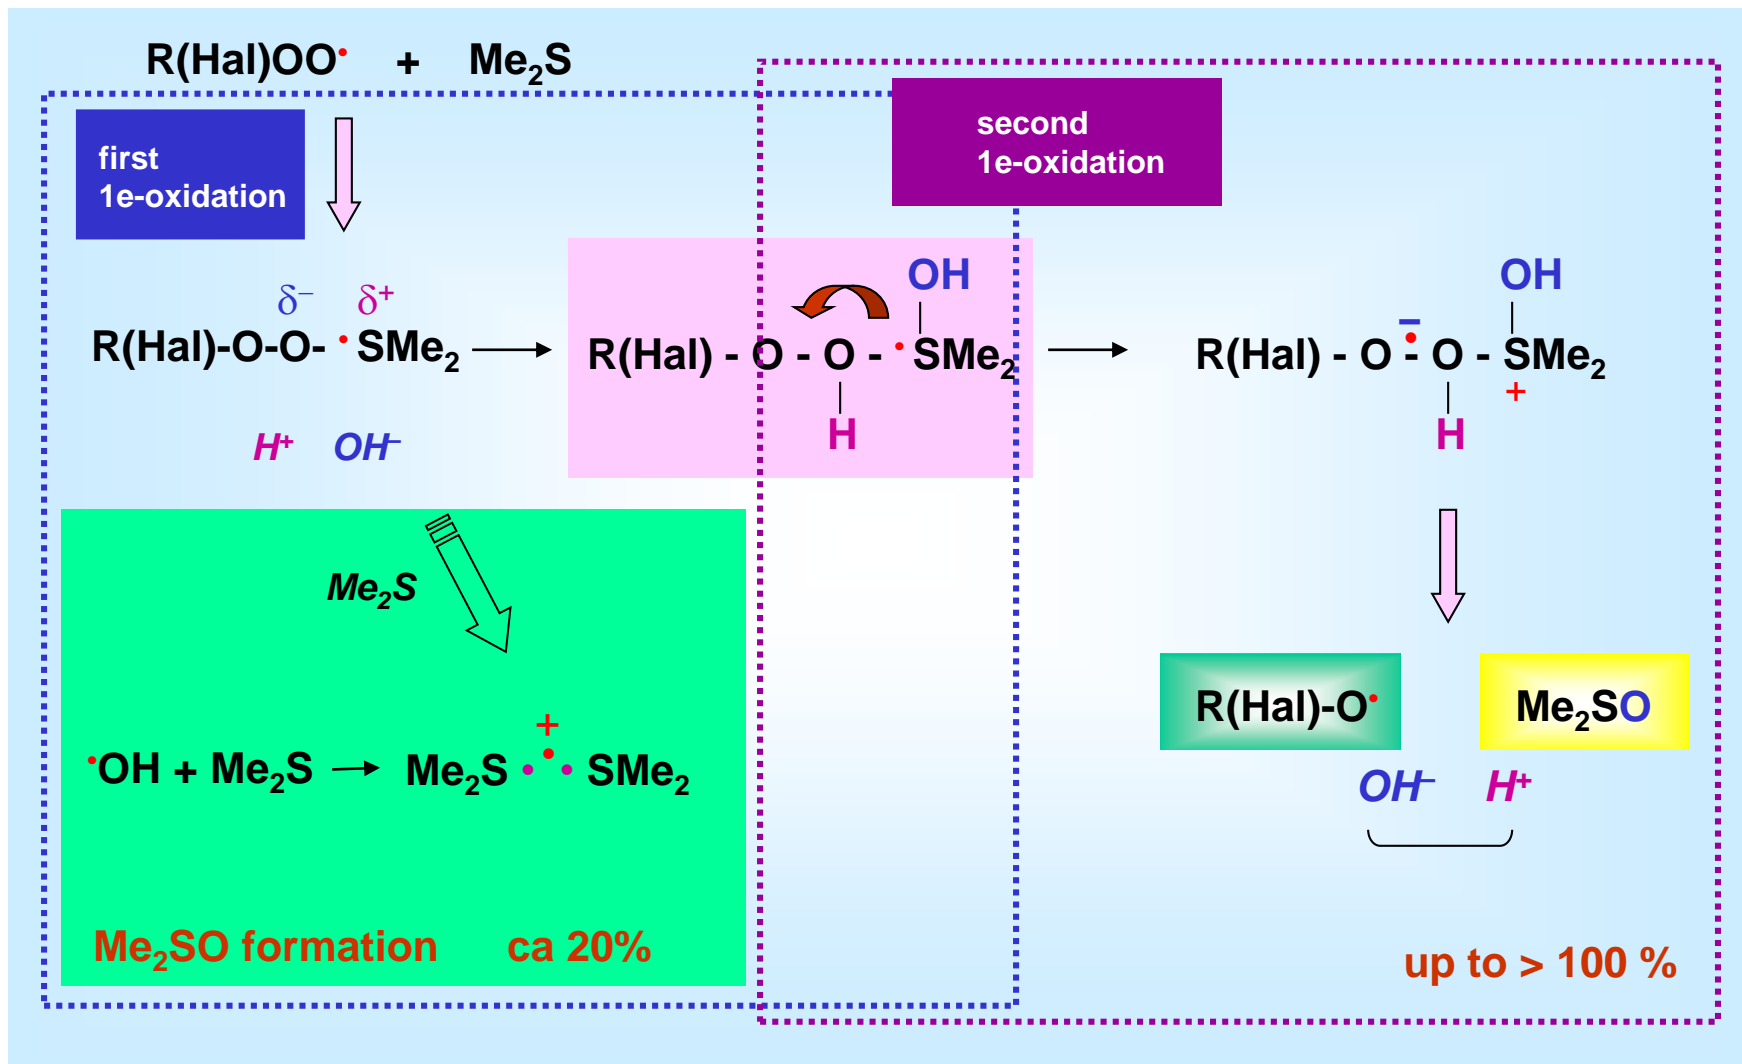 R(Hal)OO• + Me₂S
first
1e-oxidation
second
1e-oxidation
δ⁻ δ⁺
R(Hal)-O-O- •SMe₂
H⁺ OH⁻
OH
R(Hal) - O - O - •SMe₂
H
OH
– •
R(Hal) - O - O - SMe₂
+
H
Me₂S
+
•OH + Me₂S → Me₂S • • • SMe₂
Me₂SO formation ca 20%
R(Hal)-O• Me₂SO
OH⁻ H⁺
up to > 100 %